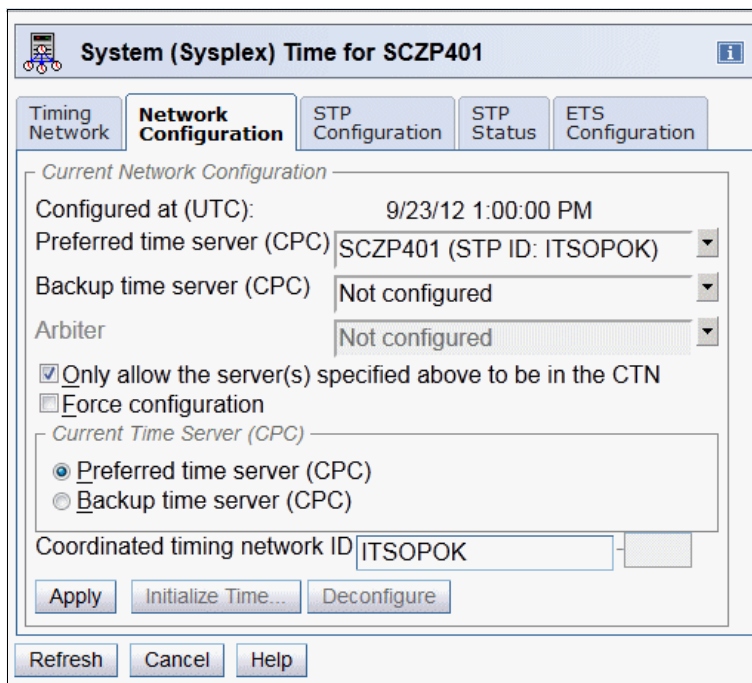 System (Sysplex) Time for SCZP401
i
Timing Network
Network Configuration
STP Configuration
STP Status
ETS Configuration
Current Network Configuration
Configured at (UTC): 9/23/12 1:00:00 PM
Preferred time server (CPC) SCZP401 (STP ID: ITSOPOK)
Backup time server (CPC) Not configured
Arbiter Not configured
Only allow the server(s) specified above to be in the CTN
Force configuration
Current Time Server (CPC)
Preferred time server (CPC)
Backup time server (CPC)
Coordinated timing network ID ITSOPOK -
Apply Initialize Time... Deconfigure
Refresh Cancel Help